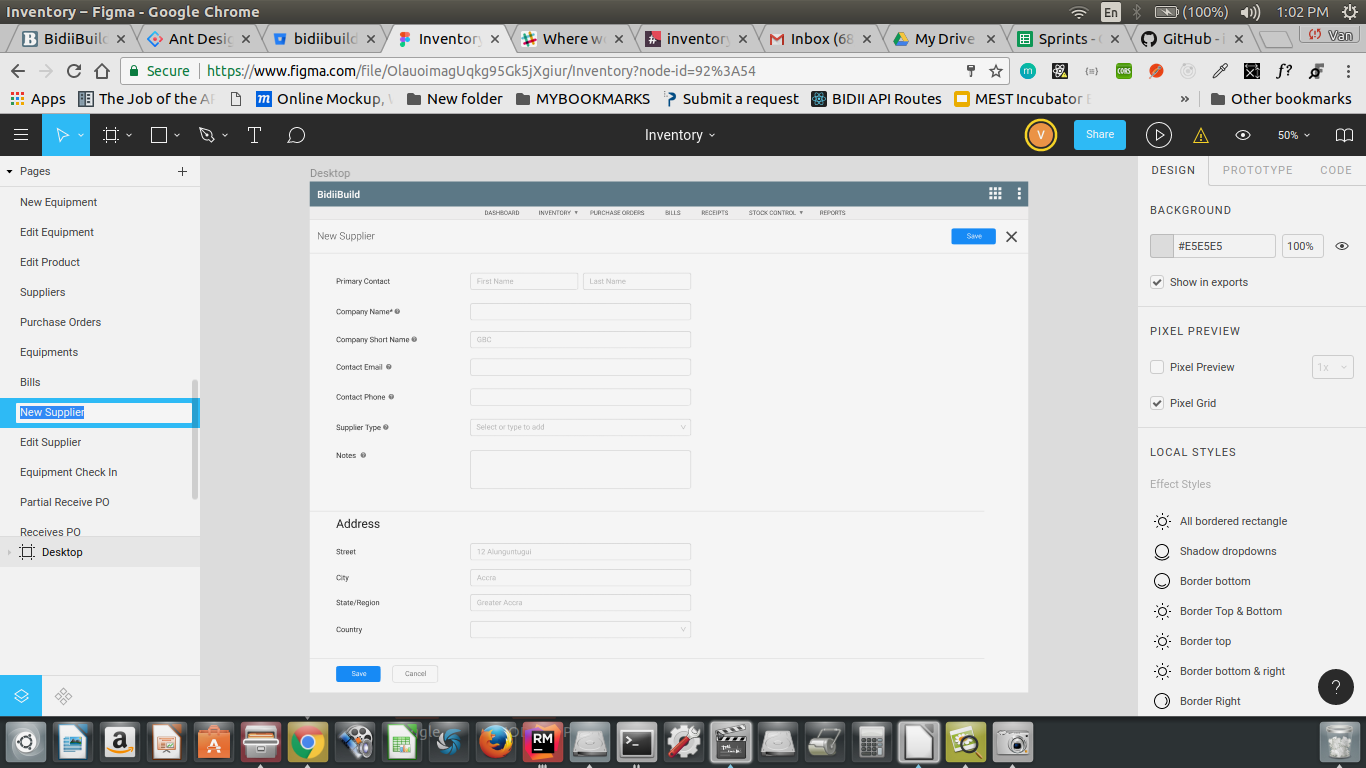 Inventory – Figma - Google Chrome
En
(100%)
1:02 PM
BidiiBuil
Ant Desi
bidiibuild
Inventory
Where w
inventory
Inbox (68
My Drive
Sprints -
GitHub -
Van
Secure
https://www.figma.com/file/OlauoimagUqkg95Gk5jXgiur/Inventory?node-id=92%3A54
Apps
The Job of the AP
Online Mockup,
New folder
MYBOOKMARKS
Submit a request
BIDII API Routes
MEST Incubator
»
Other bookmarks
Inventory
V
Share
50%
Pages
New Equipment
Edit Equipment
Edit Product
Suppliers
Purchase Orders
Equipments
Bills
New Supplier
Edit Supplier
Equipment Check In
Partial Receive PO
Receives PO
Desktop
Desktop
BidiiBuild
DASHBOARD
INVENTORY
PURCHASE ORDERS
BILLS
RECEIPTS
STOCK CONTROL
REPORTS
New Supplier
Save
Primary Contact
First Name
Last Name
Company Name*
Company Short Name
GBC
Contact Email
Contact Phone
Supplier Type
Select or type to add
Notes
Address
Street
12 Alonguntugui
City
Accra
State/Region
Greater Accra
Country
Save
Cancel
DESIGN
PROTOTYPE
CODE
BACKGROUND
#E5E5E5
100%
Show in exports
PIXEL PREVIEW
Pixel Preview
1x
Pixel Grid
LOCAL STYLES
Effect Styles
All bordered rectangle
Shadow dropdowns
Border bottom
Border Top & Bottom
Border top
Border bottom & right
Border Right
?
RM